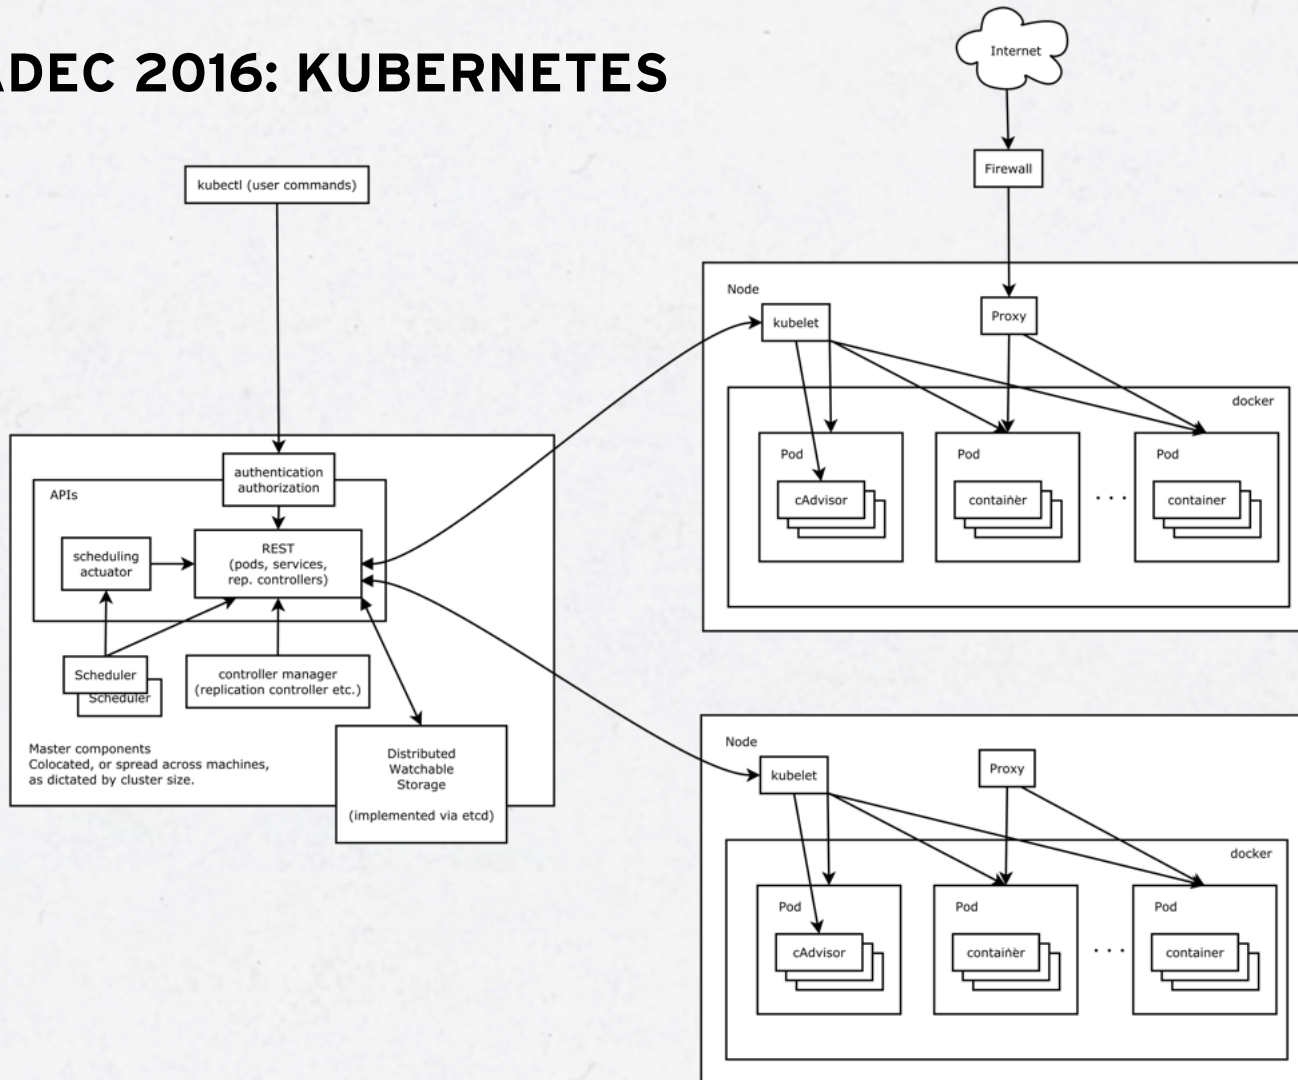 ADEC 2016: KUBERNETES
Internet
Firewall
kubectl (user commands)
authentication
authorization
APIs
REST
(pods, services,
rep. controllers)
scheduling
actuator
Scheduler
Scheduler
controller manager
(replication controller etc.)
Distributed
Watchable
Storage
(implemented via etcd)
Master components
Colocated, or spread across machines,
as dictated by cluster size.
Node
kubelet
Proxy
docker
Pod
cAdvisor
Pod
container
. . .
Pod
container
Node
kubelet
Proxy
docker
Pod
cAdvisor
Pod
container
. . .
Pod
container